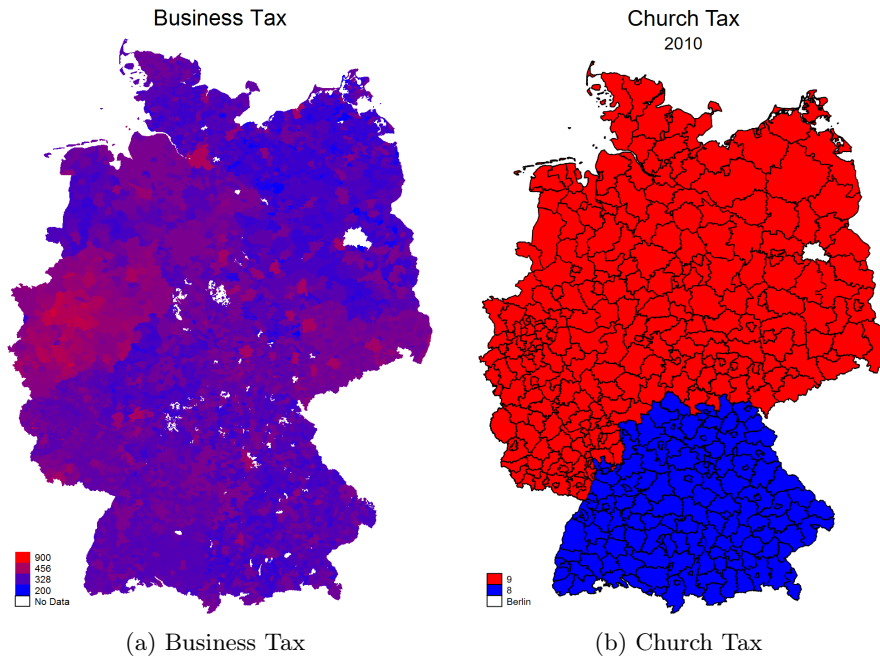 Business Tax
900
456
328
200
No Data
(a) Business Tax
Church Tax
2010
9
8
Berlin
(b) Church Tax